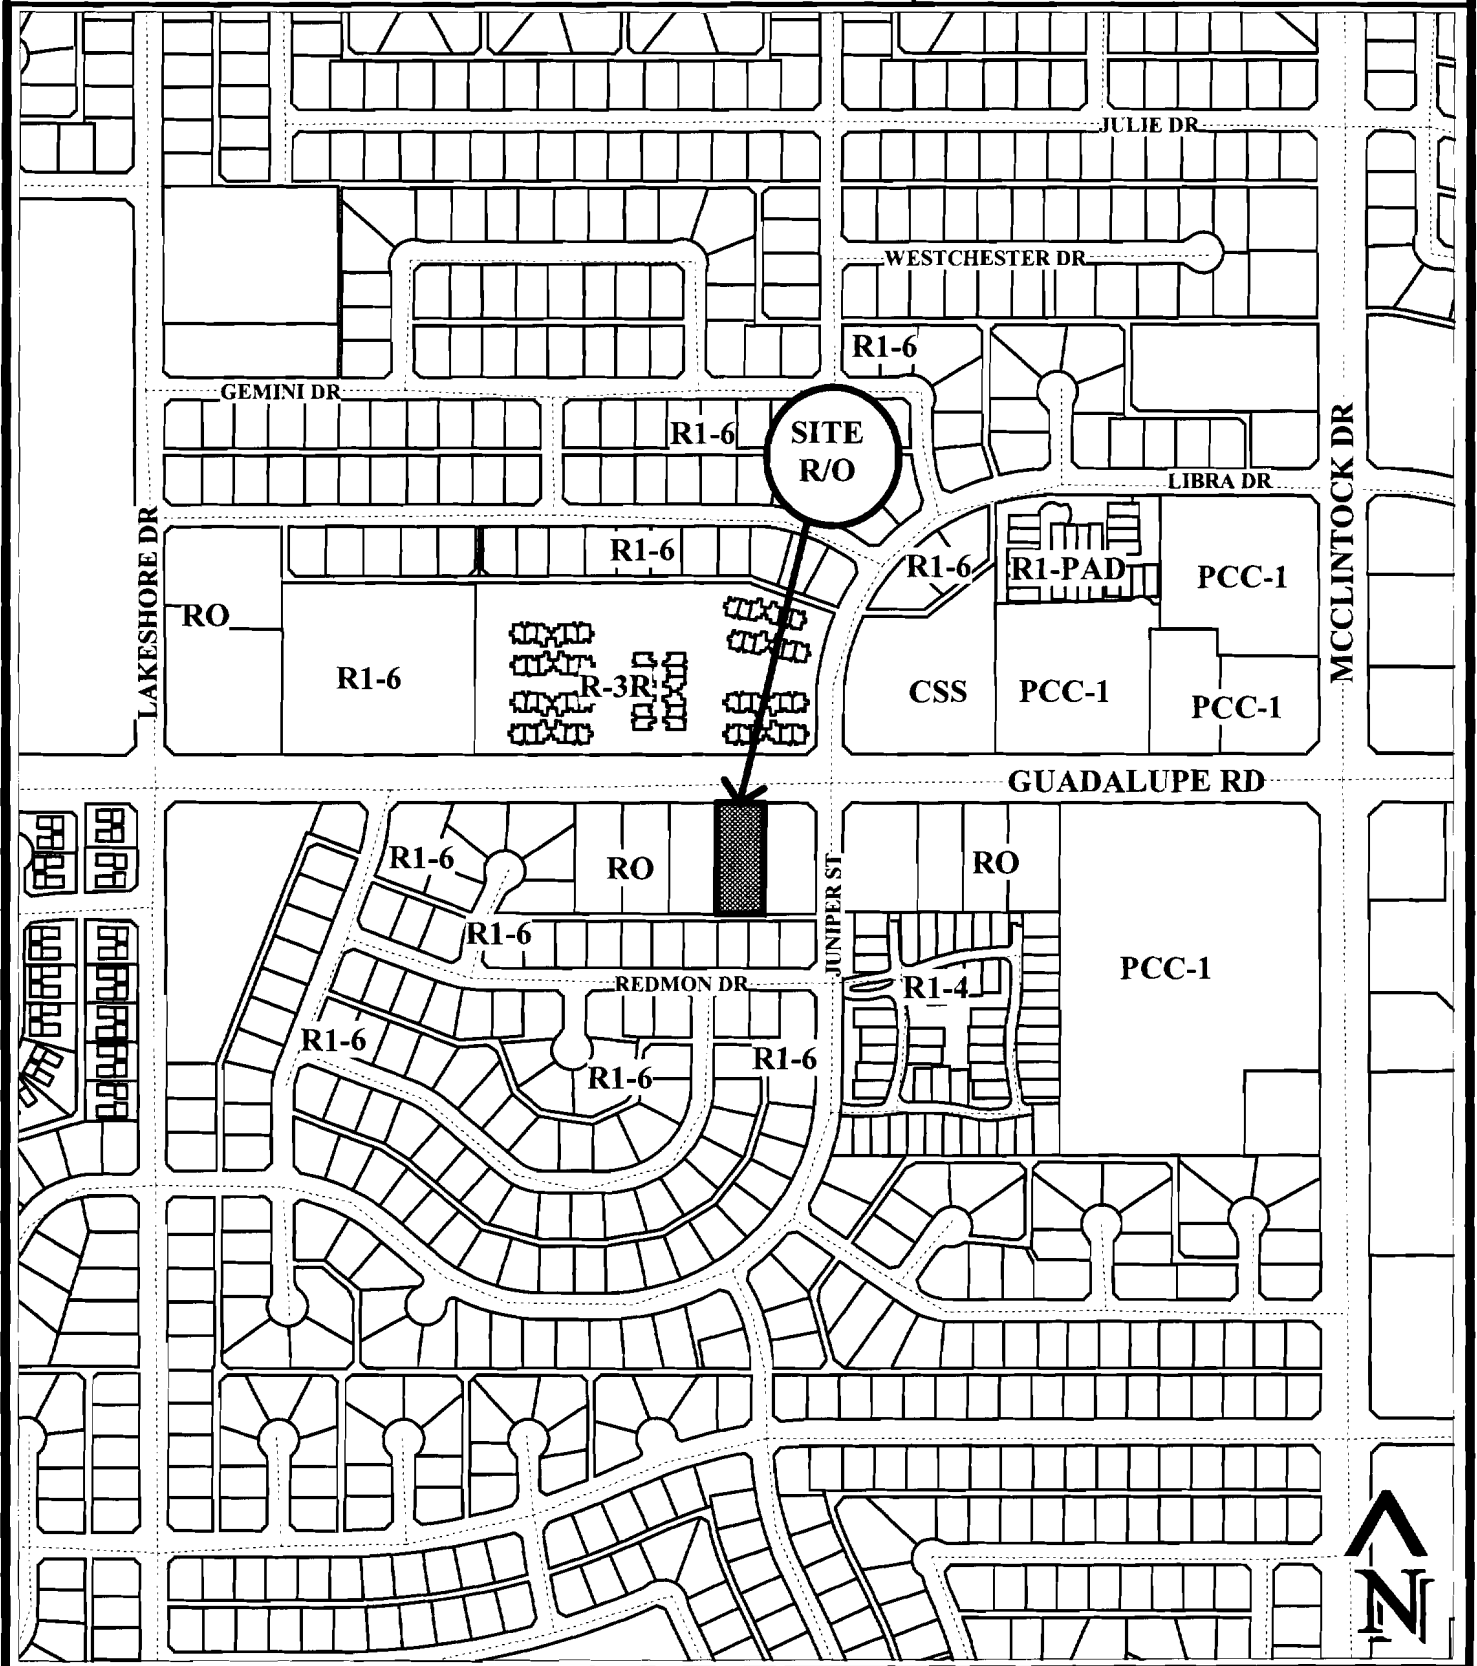 JULIE DR
WESTCHESTER DR
R1-6
GEMINI DR
R1-6
SITE
R/O
LIBRA DR
MCCLINTOCK DR
LAKESHORE DR
R1-6
R1-6
R1-PAD
PCC-1
RO
R1-6
R-3R
CSS
PCC-1
PCC-1
GUADALUPE RD
R1-6
RO
RO
JUNIPER ST
R1-6
PCC-1
REDMON DR
R1-4
R1-6
R1-6
R1-6
N